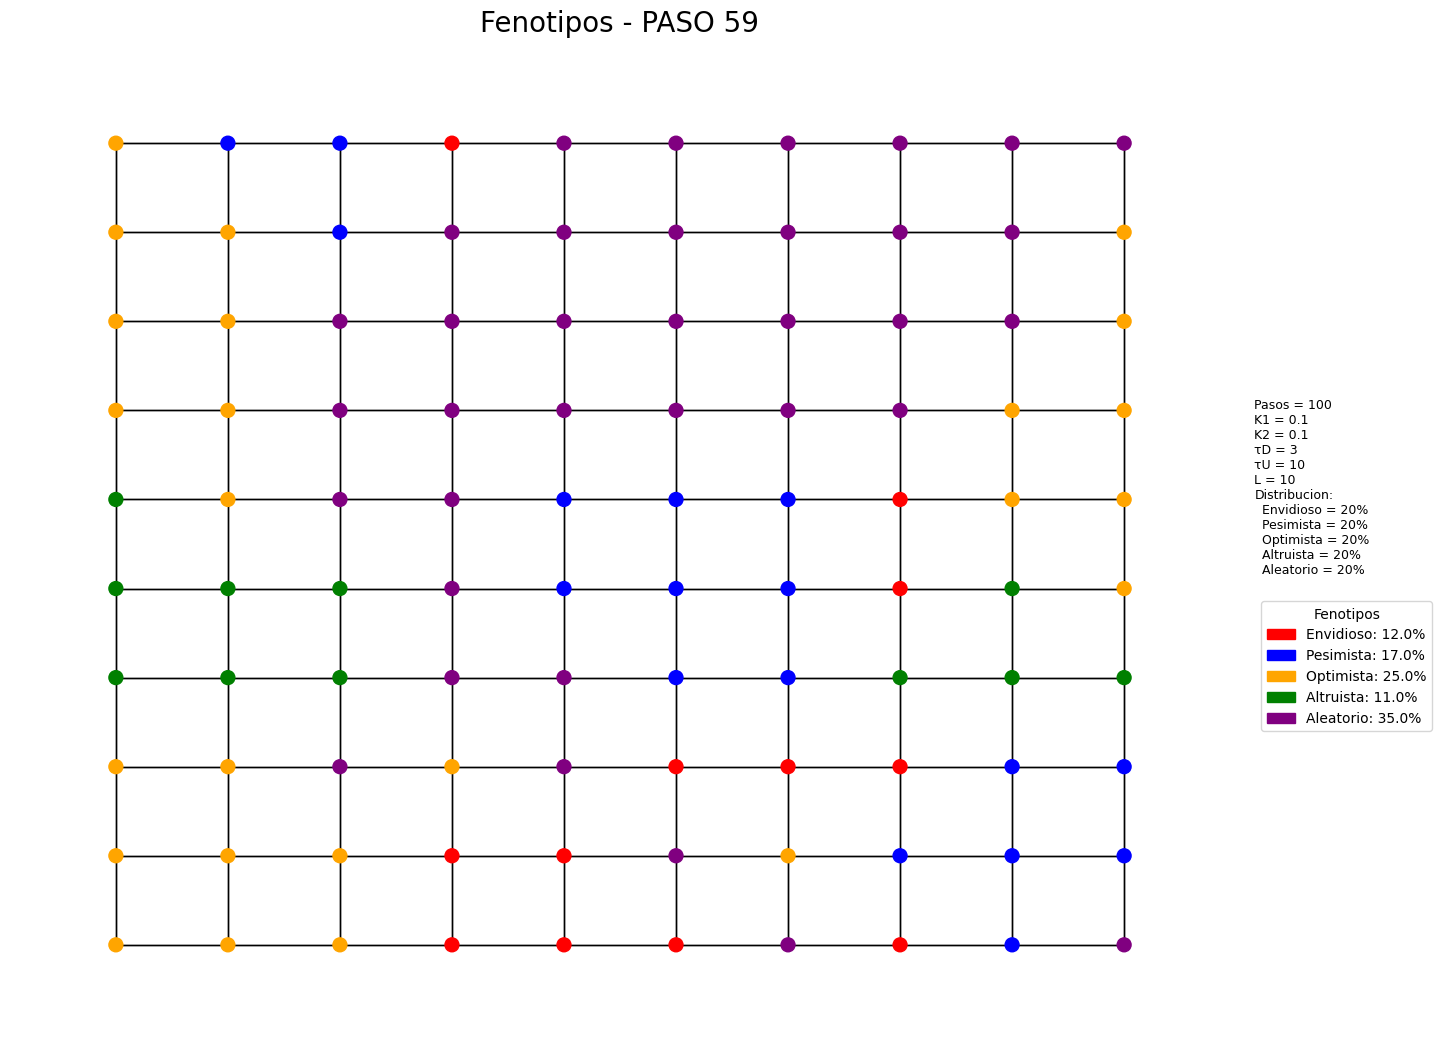 Fenotipos - PASO 59
Pasos = 100
K1 = 0.1
K2 = 0.1
τD = 3
τU = 10
L = 10
Distribucion:
Envidioso = 20%
Pesimista = 20%
Optimista = 20%
Altruista = 20%
Aleatorio = 20%
Fenotipos
Envidioso: 12.0%
Pesimista: 17.0%
Optimista: 25.0%
Altruista: 11.0%
Aleatorio: 35.0%